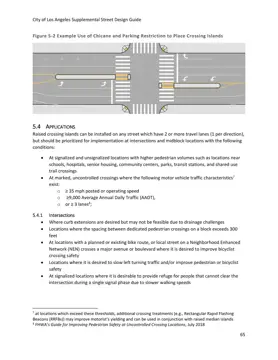 City of Los Angeles Supplemental Street Design Guide
Figure 5-2 Example Use of Chicane and Parking Restriction to Place Crossing Islands
5.4 APPLICATIONS
Raised crossing islands can be installed on any street which have 2 or more travel lanes (1 per direction),
but should be prioritized for implementation at intersections and midblock locations with the following
conditions:
• At signalized and unsignalized locations with higher pedestrian volumes such as locations near
schools, hospitals, senior housing, community centers, parks, transit stations, and shared use
trail crossings
• At marked, uncontrolled crossings where the following motor vehicle traffic characteristics⁷
exist:
o ≥ 35 mph posted or operating speed
o ≥9,000 Average Annual Daily Traffic (AADT),
o or ≥ 3 lanes⁸;
5.4.1 Intersections
• Where curb extensions are desired but may not be feasible due to drainage challenges
• Locations where the spacing between dedicated pedestrian crossings on a block exceeds 300
feet
• At locations with a planned or existing bike route, or local street on a Neighborhood Enhanced
Network (NEN) crosses a major avenue or boulevard where it is desired to improve bicyclist
crossing safety
• Locations where it is desired to slow left turning traffic and/or improve pedestrian or bicyclist
safety
• At signalized locations where it is desirable to provide refuge for people that cannot clear the
intersection during a single signal phase due to slower walking speeds
⁷ at locations which exceed these thresholds, additional crossing treatments (e.g., Rectangular Rapid Flashing
Beacons (RRFBs)) may improve motorist's yielding and can be used in conjunction with raised median islands
⁸ FHWA's Guide for Improving Pedestrian Safety at Uncontrolled Crossing Locations, July 2018
65